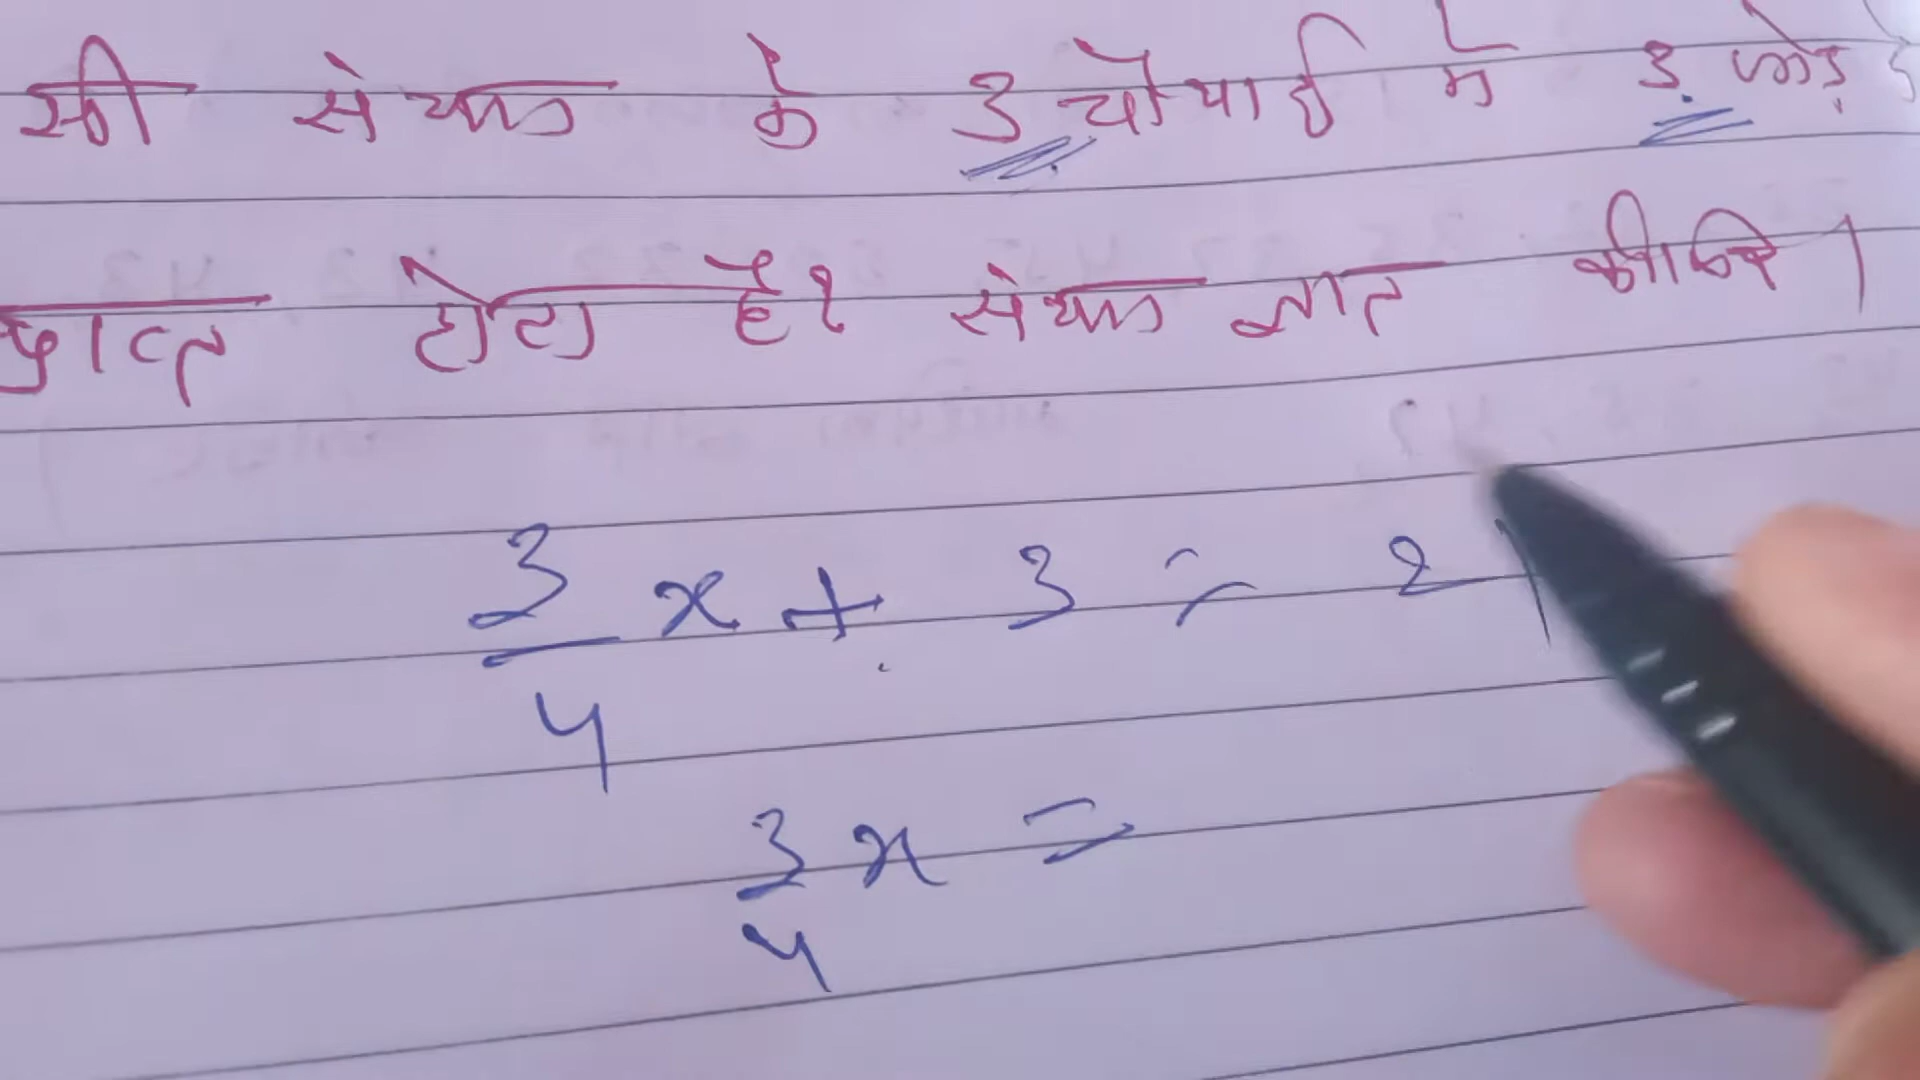 सी संख्या के 3 चौथाई में 3 जोड़
प्राप्त होता है? संख्या ज्ञात कीजिए।
3/4 x + 3 = 21
3/4 x =